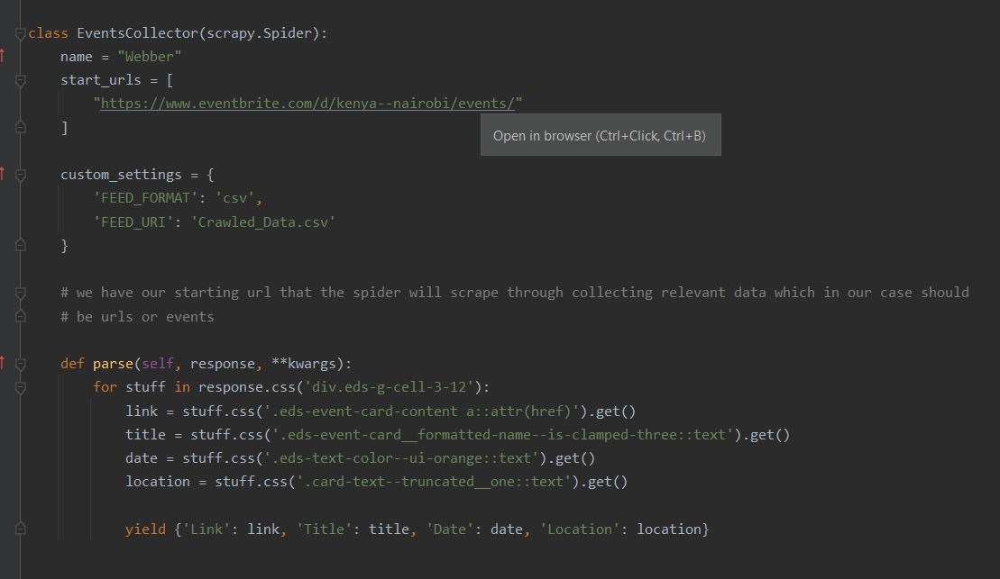 class EventsCollector(scrapy.Spider):
    name = "Webber"
    start_urls = [
        "https://www.eventbrite.com/d/kenya--nairobi/events/"
Open in browser (Ctrl+Click, Ctrl+B)
    ]
    custom_settings = {
        'FEED_FORMAT': 'csv',
        'FEED_URI': 'Crawled_Data.csv'
    }
    # we have our starting url that the spider will scrape through collecting relevant data which in our case should
    # be urls or events
    def parse(self, response, **kwargs):
        for stuff in response.css('div.eds-g-cell-3-12'):
            link = stuff.css('.eds-event-card-content a::attr(href)').get()
            title = stuff.css('.eds-event-card__formatted-name--is-clamped-three::text').get()
            date = stuff.css('.eds-text-color--ui-orange::text').get()
            location = stuff.css('.card-text--truncated__one::text').get()
            yield {'Link': link, 'Title': title, 'Date': date, 'Location': location}